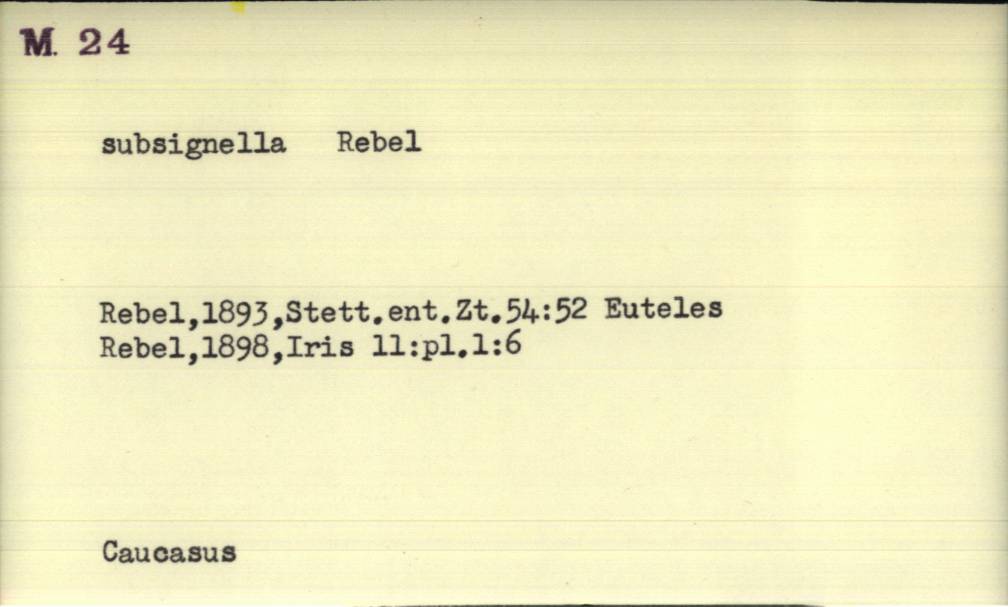 M. 24
subsignella Rebel
Rebel,1893,Stett.ent.Zt.54:52 Euteles
Rebel,1898,Iris 11:pl.1:6
Caucasus